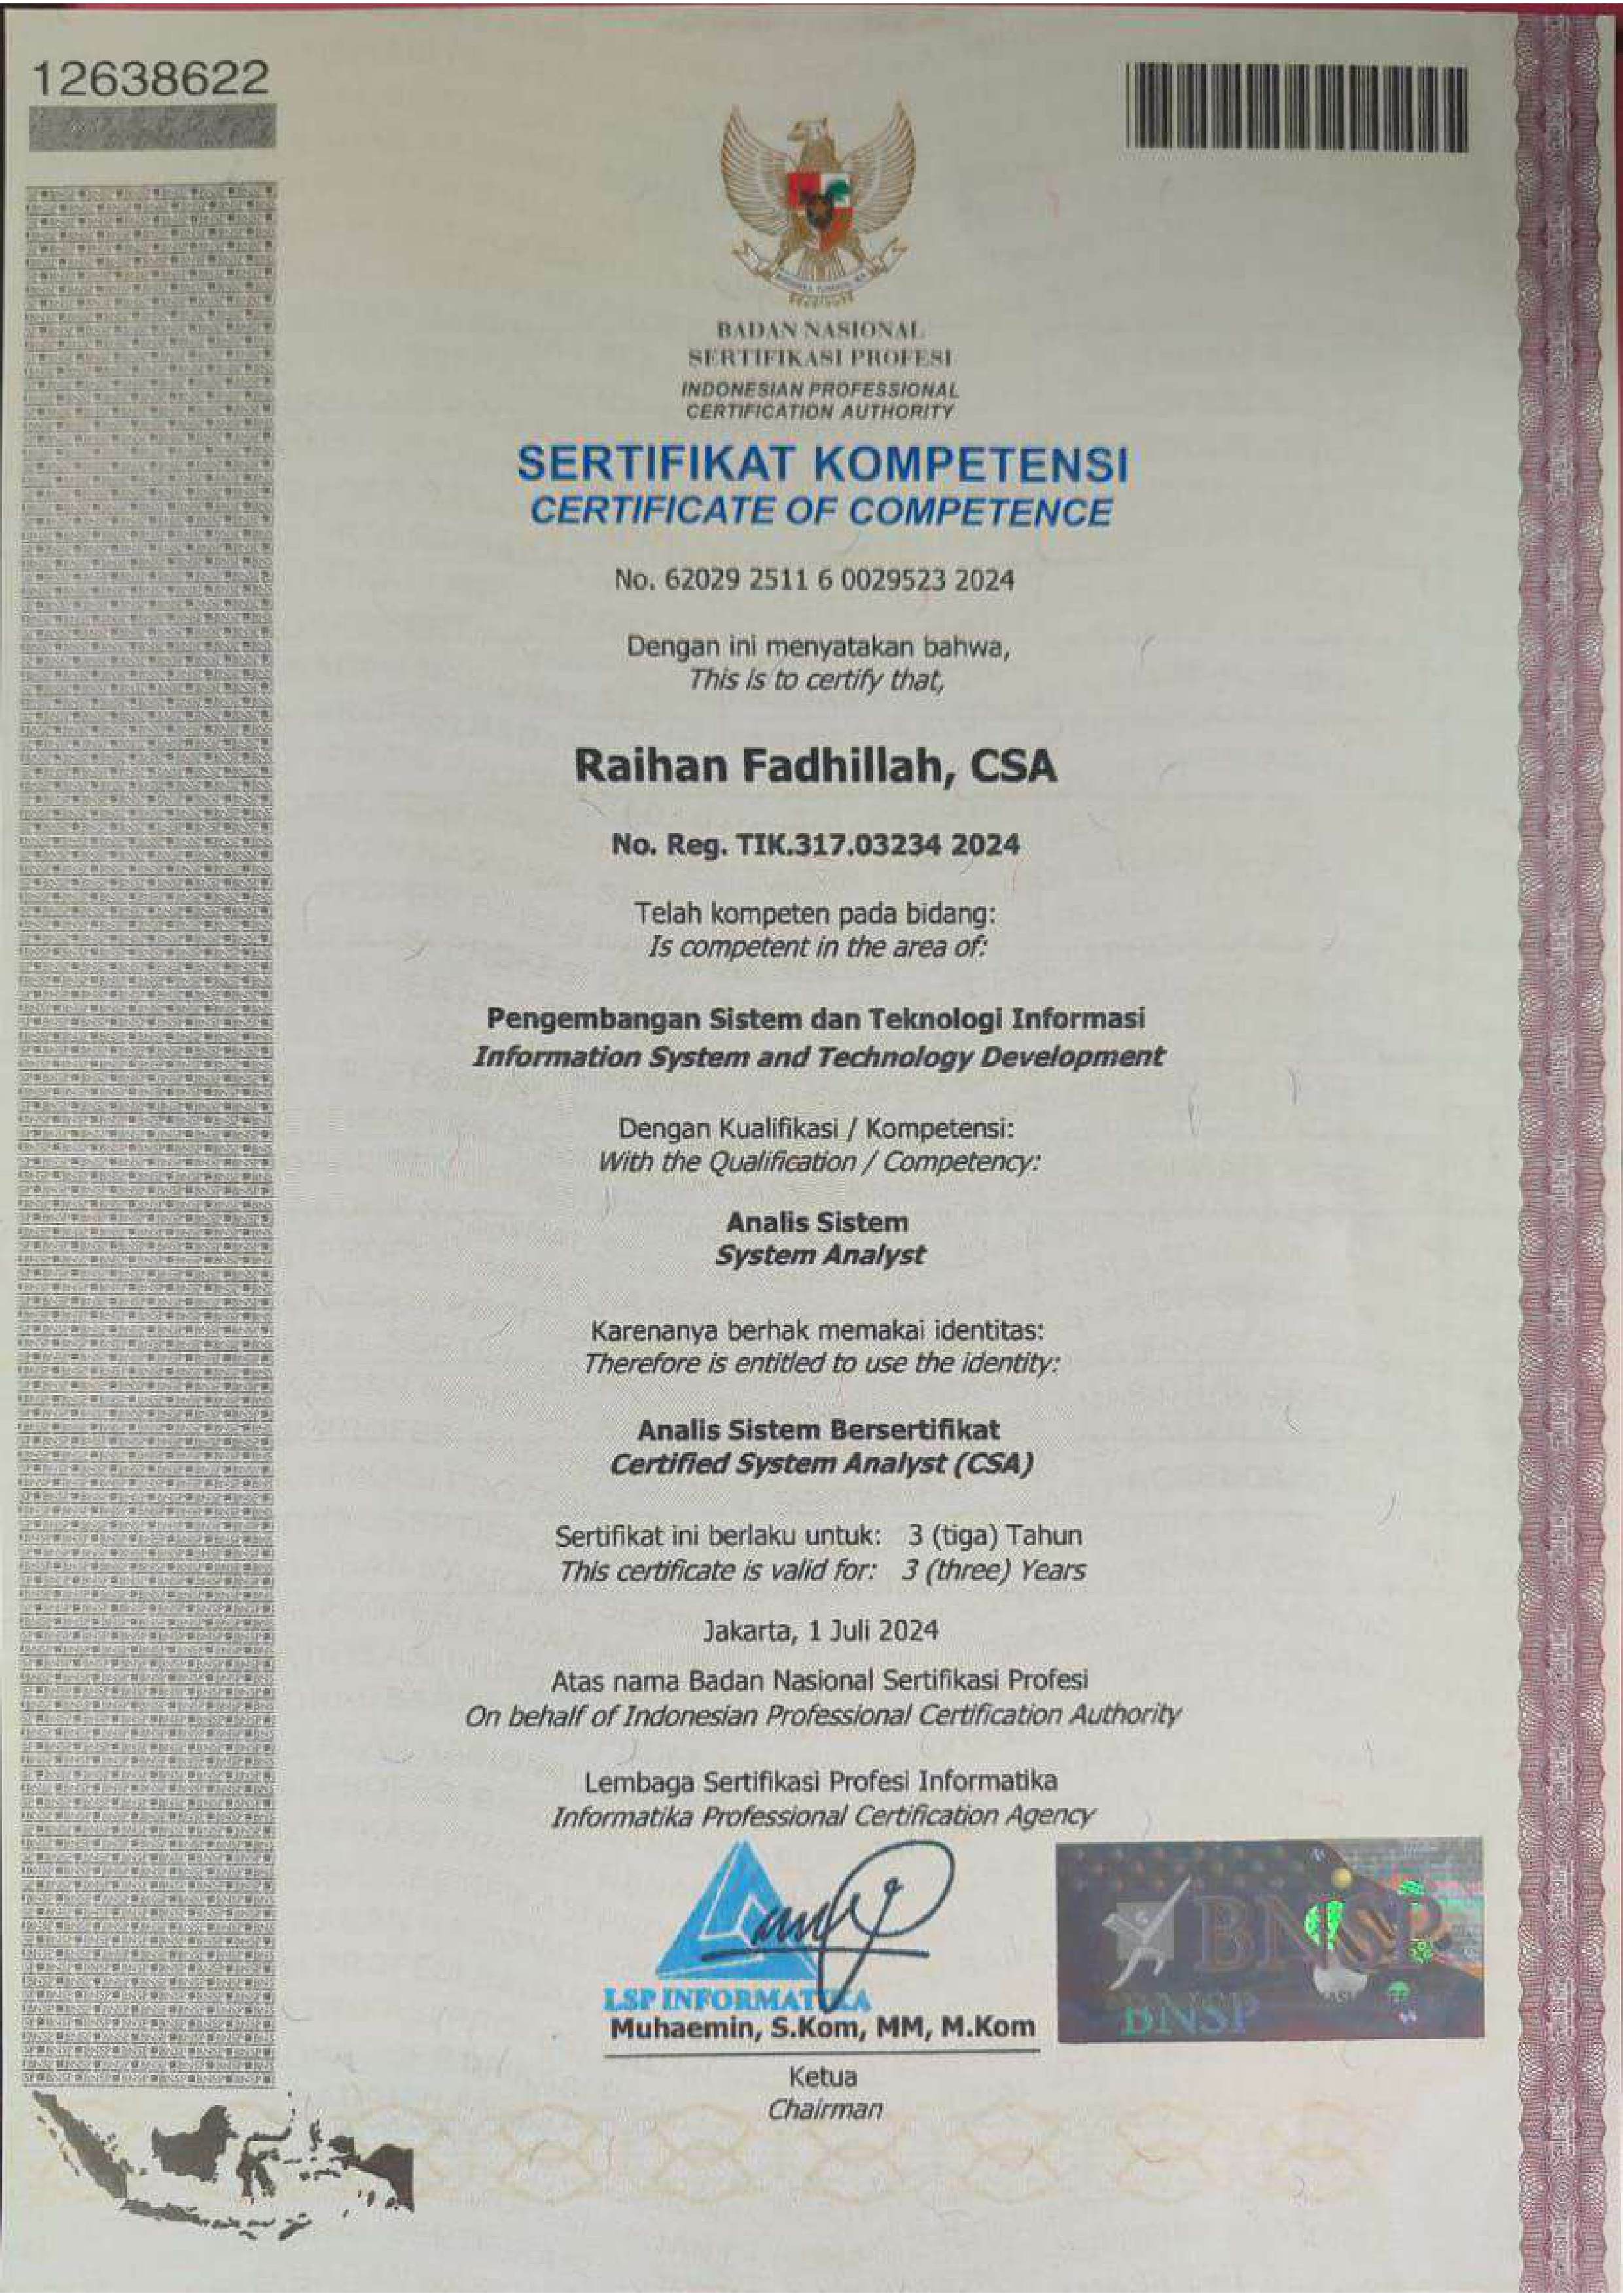 12638622
BADAN NASIONAL
SERTIFIKASI PROFESI
INDONESIAN PROFESSIONAL
CERTIFICATION AUTHORITY
SERTIFIKAT KOMPETENSI
CERTIFICATE OF COMPETENCE
No. 62029 2511 6 0029523 2024
Dengan ini menyatakan bahwa,
This is to certify that,
Raihan Fadhillah, CSA
No. Reg. TIK.317.03234 2024
Telah kompeten pada bidang:
Is competent in the area of:
Pengembangan Sistem dan Teknologi Informasi
Information System and Technology Development
Dengan Kualifikasi / Kompetensi:
With the Qualification / Competency:
Analis Sistem
System Analyst
Karenanya berhak memakai identitas:
Therefore is entitled to use the identity:
Analis Sistem Bersertifikat
Certified System Analyst (CSA)
Sertifikat ini berlaku untuk: 3 (tiga) Tahun
This certificate is valid for: 3 (three) Years
Jakarta, 1 Juli 2024
Atas nama Badan Nasional Sertifikasi Profesi
On behalf of Indonesian Professional Certification Authority
Lembaga Sertifikasi Profesi Informatika
Informatika Professional Certification Agency
LSP INFORMATIKA
BNSP
BNSP
Muhaemin, S.Kom, MM, M.Kom
Ketua
Chairman